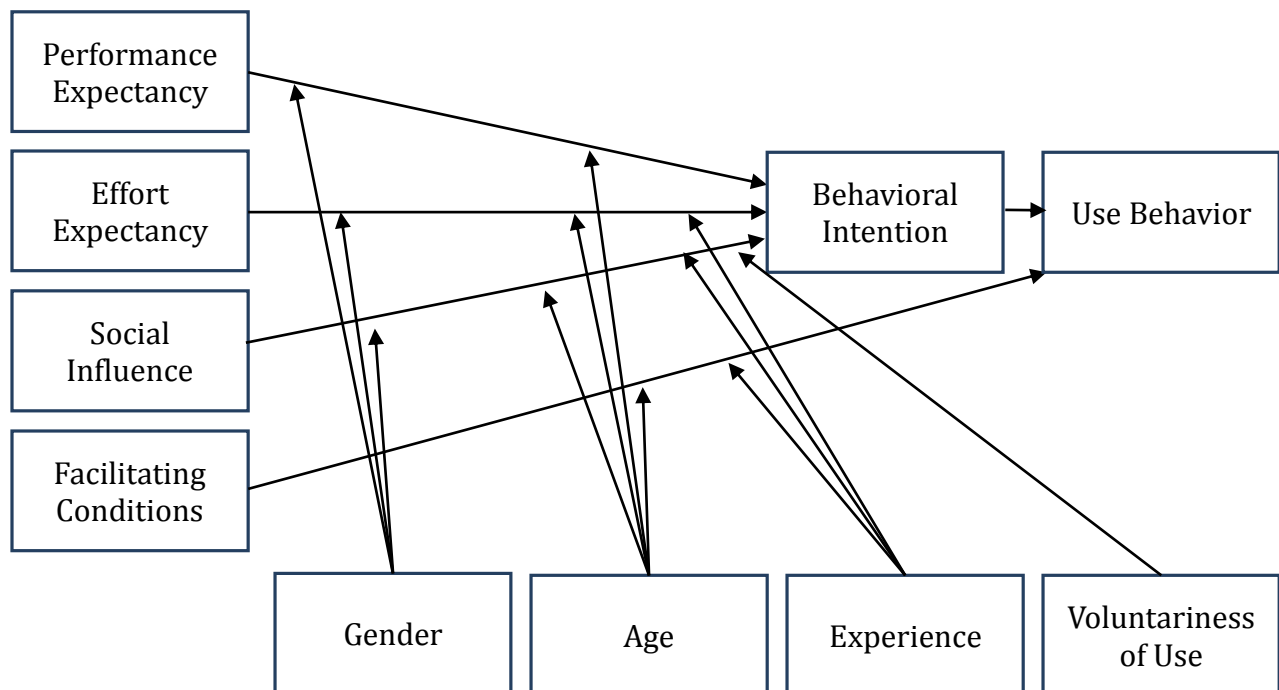 Performance
Expectancy
Effort
Expectancy
Behavioral
Intention
Use Behavior
Social
Influence
Facilitating
Conditions
Gender
Age
Experience
Voluntariness
of Use